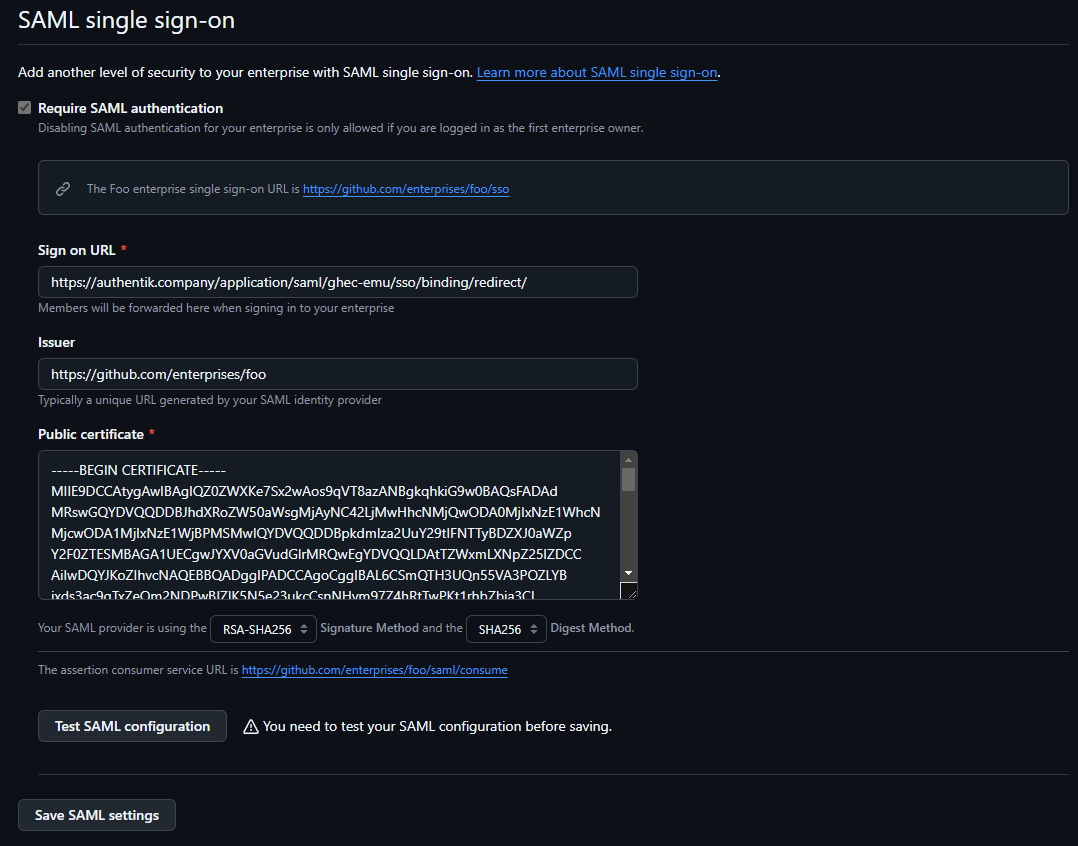 SAML single sign-on
Add another level of security to your enterprise with SAML single sign-on. Learn more about SAML single sign-on.
Require SAML authentication
Disabling SAML authentication for your enterprise is only allowed if you are logged in as the first enterprise owner.
The Foo enterprise single sign-on URL is https://github.com/enterprises/foo/sso
Sign on URL *
https://authentik.company/application/saml/ghec-emu/sso/binding/redirect/
Members will be forwarded here when signing in to your enterprise
Issuer
https://github.com/enterprises/foo
Typically a unique URL generated by your SAML identity provider
Public certificate *
-----BEGIN CERTIFICATE-----
MIIE9DCCAtygAwIBAgIQZ0ZWXKe7Sx2wAos9qVT8azANBgkqhkiG9w0BAQsFADAd
MRswGQYDVQQDDBJhdXRoZW50aWsgMjAyNC42LjMwHhcNMjQwODA0MjIxNzE1WhcN
MjcwODA1MjIxNzE1WjBPMSMwIQYDVQQDDBpkdmlza2UuY29tIFNTTyBDZXJ0aWZp
Y2F0ZTESMBAGA1UECgwJYXV0aGVudGlrMRQwEgYDVQQLDAtTZWxmLXNpZ25lZDCC
AiIwDQYJKoZIhvcNAQEBBQADggIPADCCAgoCggIBAL6CSmQTH3UQn55VA3POZLYB
Your SAML provider is using the RSA-SHA256 Signature Method and the SHA256 Digest Method.
The assertion consumer service URL is https://github.com/enterprises/foo/saml/consume
Test SAML configuration You need to test your SAML configuration before saving.
Save SAML settings